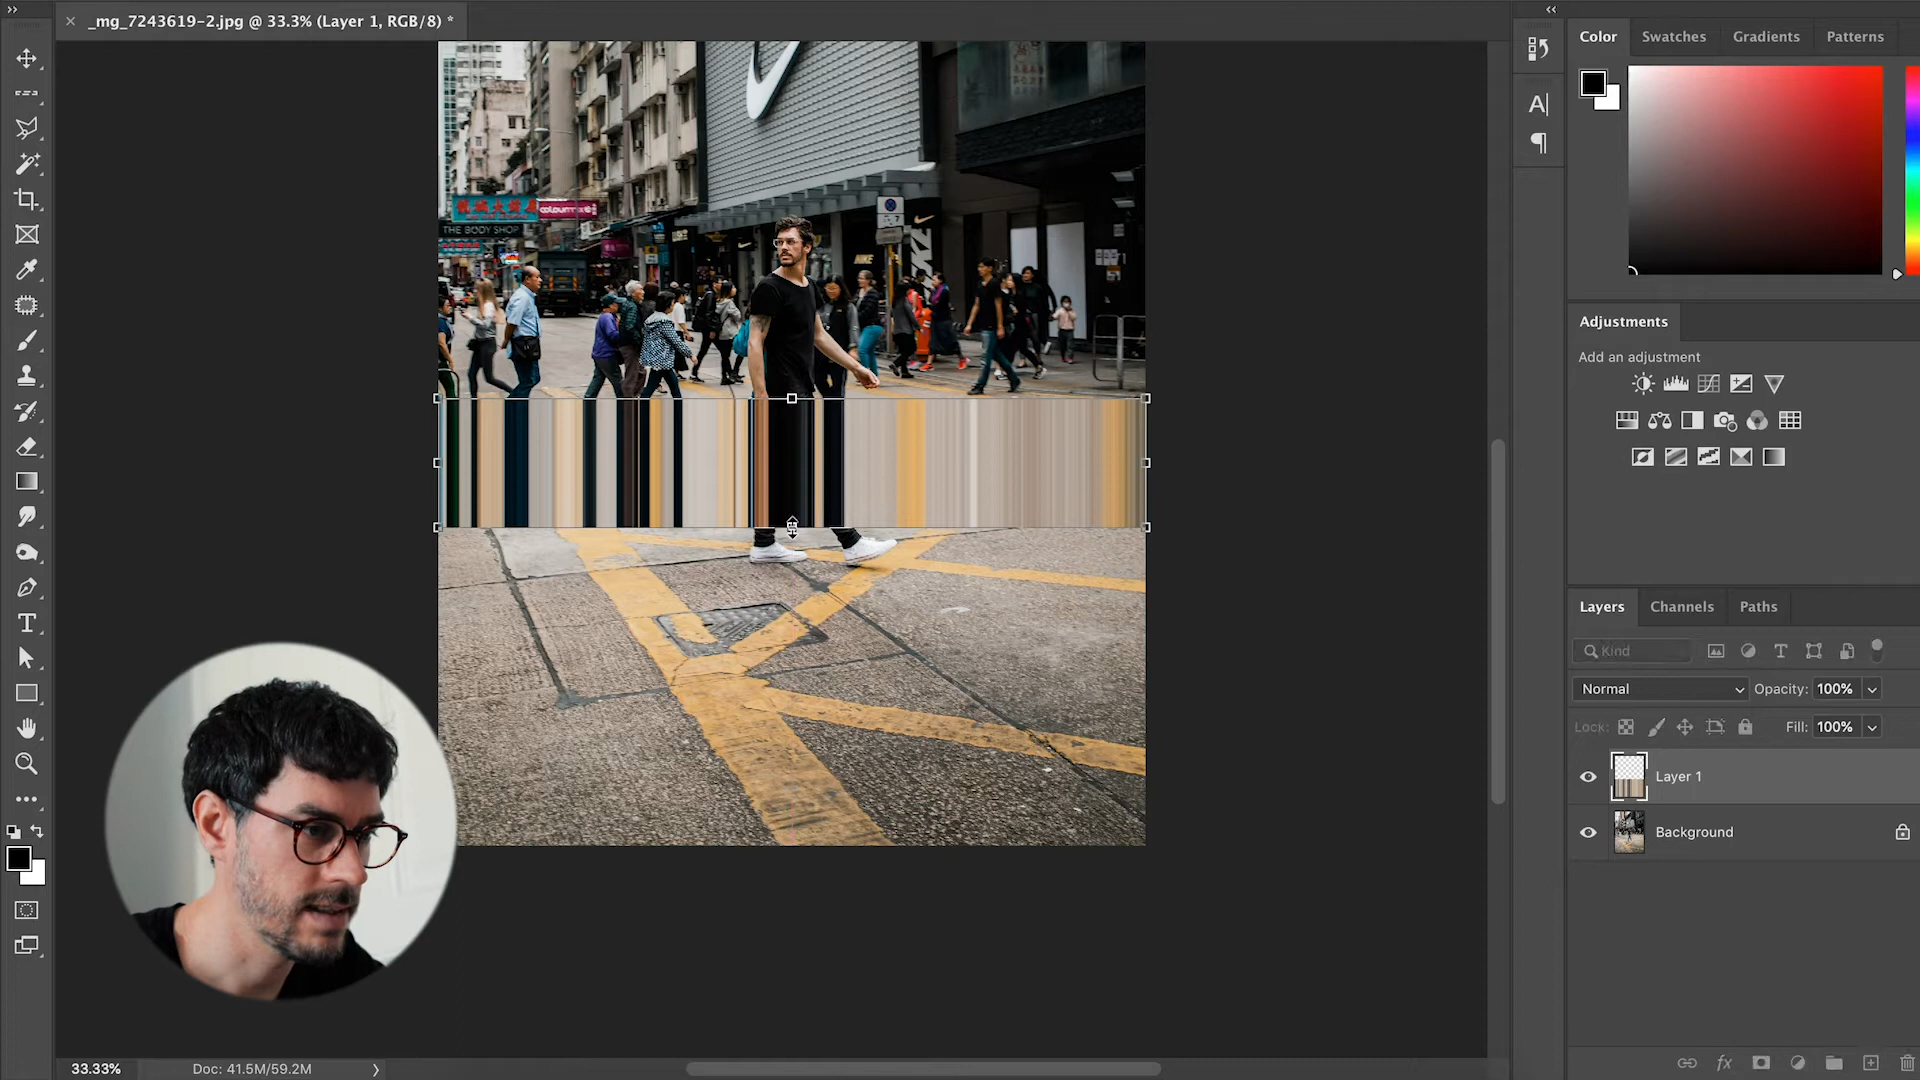 _mg_7243619-2.jpg @ 33.3% (Layer 1, RGB/8) *
Color
Swatches
Gradients
Patterns
colourmix
THE BODY SHOP
NIKE
NIKE
Adjustments
Add an adjustment
Layers
Channels
Paths
Kind
Normal
Opacity: 100%
Lock:
Fill: 100%
Layer 1
Background
33.33%
Doc: 41.5M/59.2M